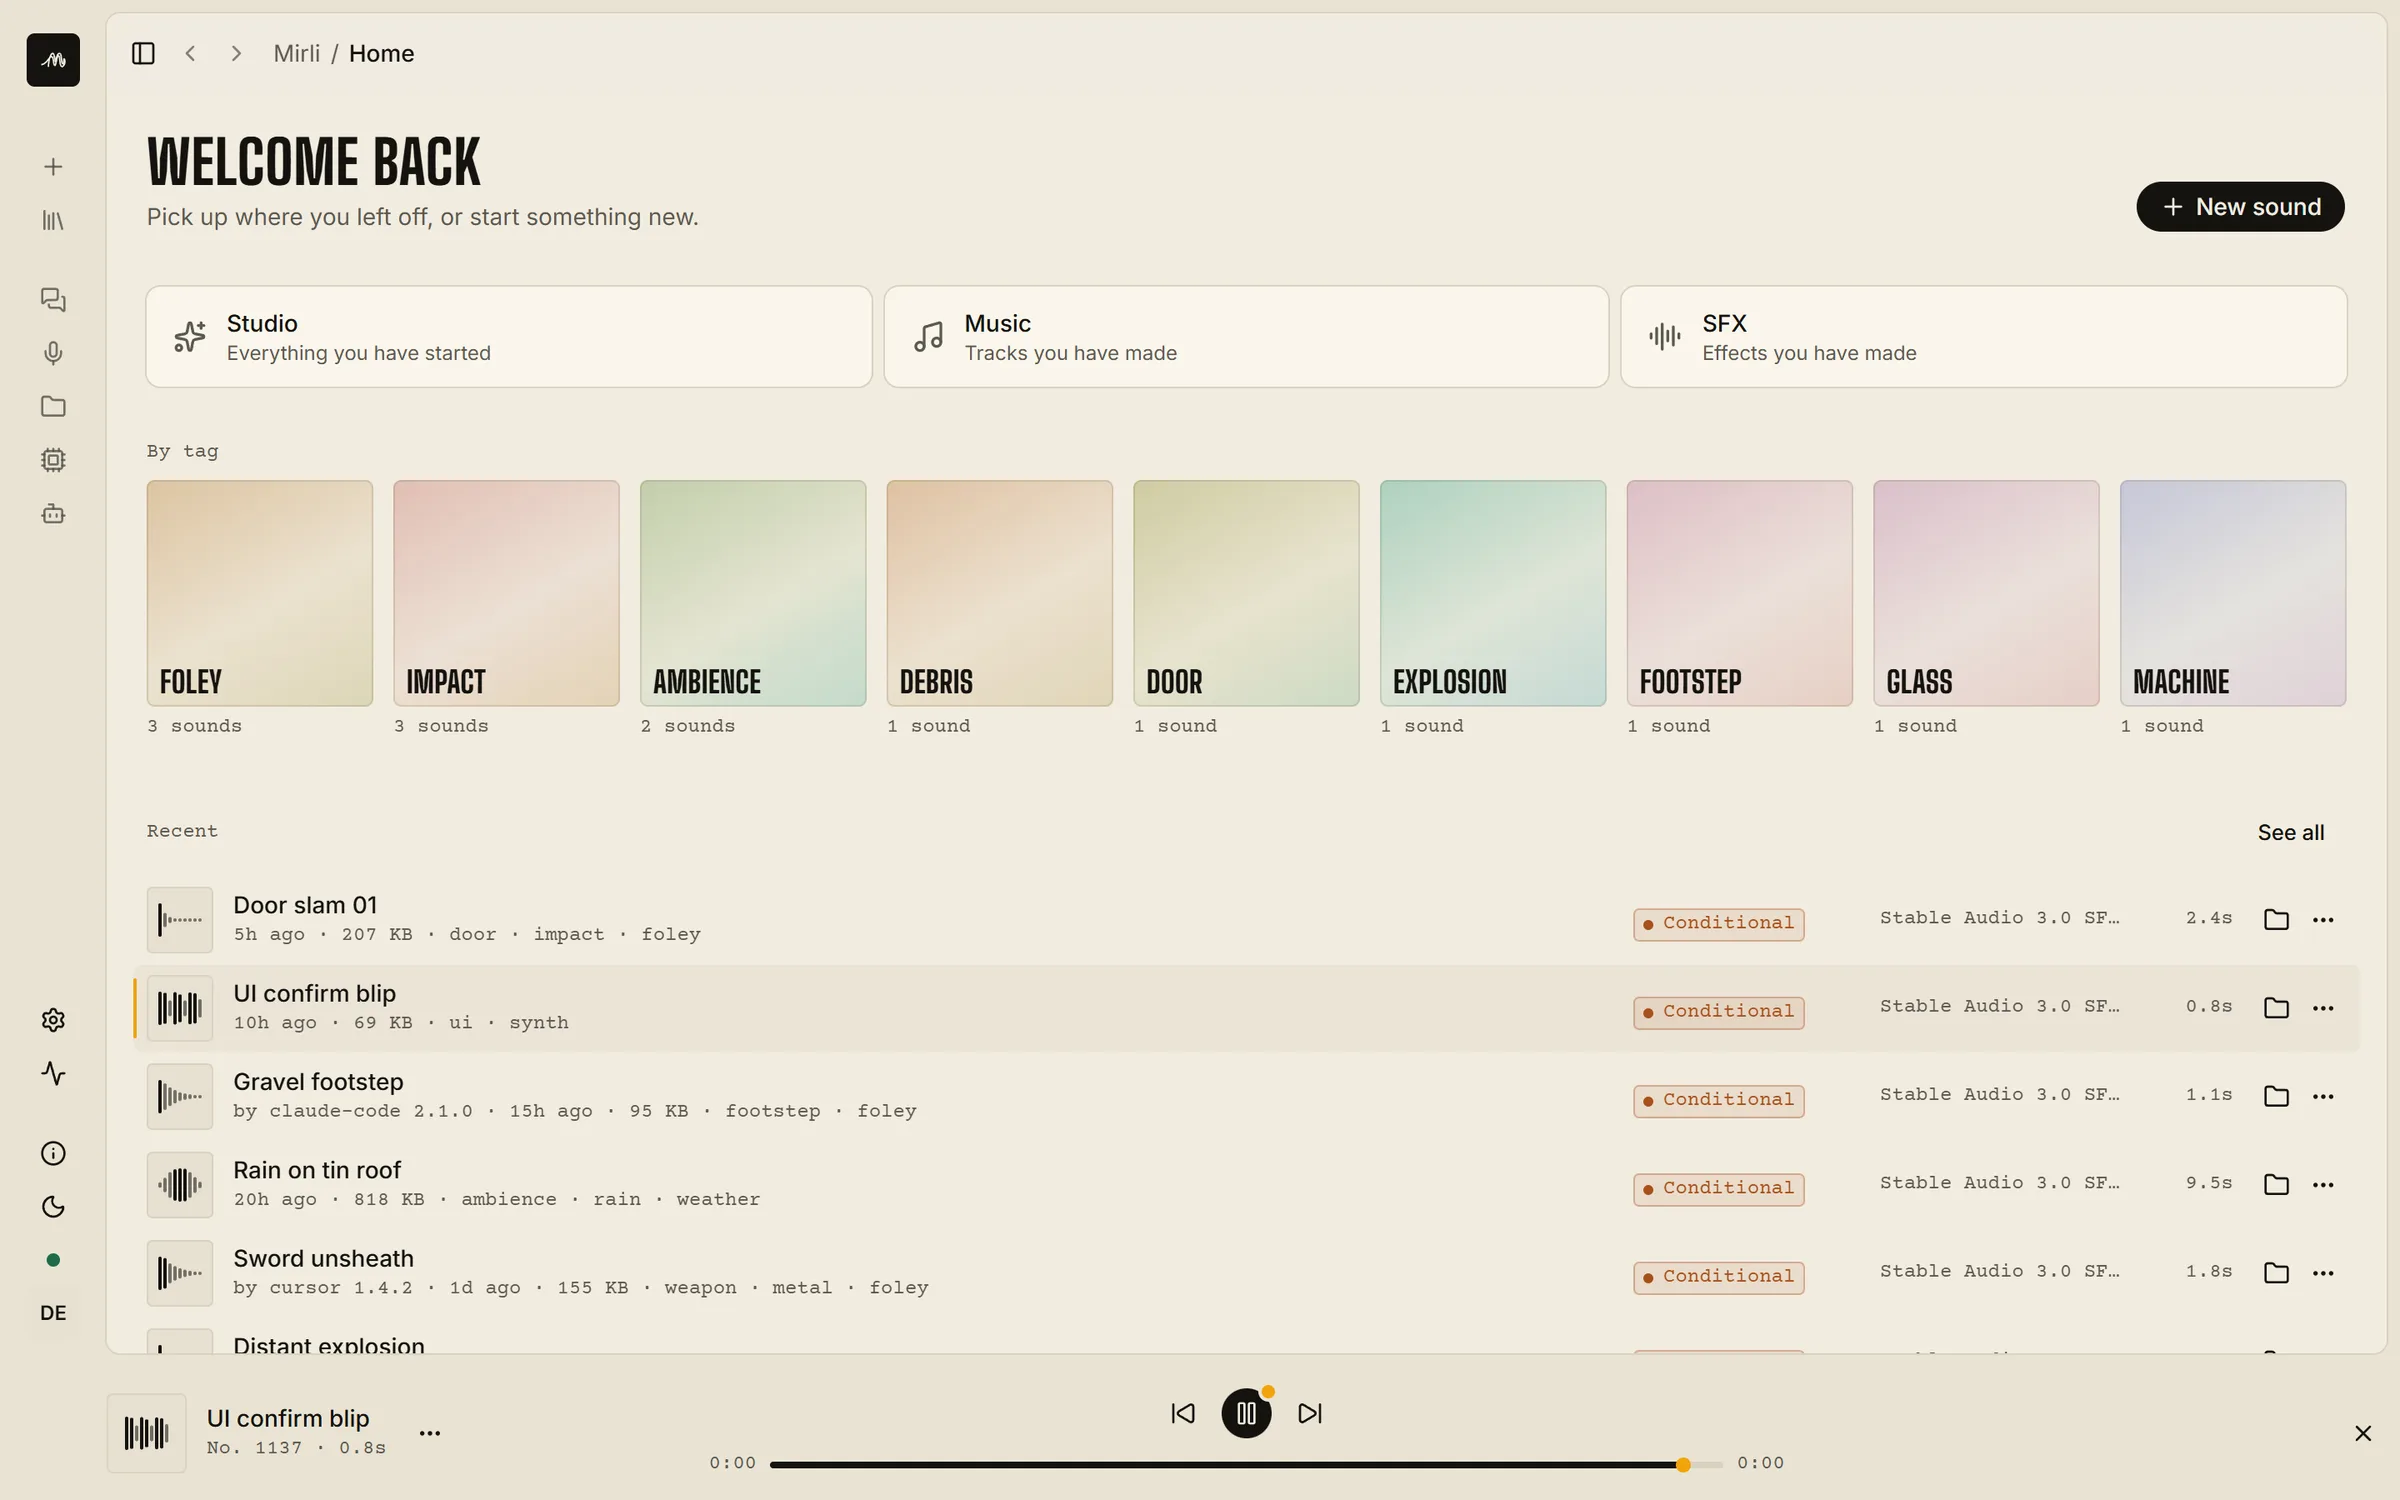 Mirli / Home
WELCOME BACK
Pick up where you left off, or start something new.
+ New sound
Studio
Everything you have started
Music
Tracks you have made
SFX
Effects you have made
By tag
FOLEY
3 sounds
IMPACT
3 sounds
AMBIENCE
2 sounds
DEBRIS
1 sound
DOOR
1 sound
EXPLOSION
1 sound
FOOTSTEP
1 sound
GLASS
1 sound
MACHINE
1 sound
Recent
See all
Door slam 01
5h ago · 207 KB · door · impact · foley
Conditional
Stable Audio 3.0 SF…
2.4s
UI confirm blip
10h ago · 69 KB · ui · synth
Conditional
Stable Audio 3.0 SF…
0.8s
Gravel footstep
by claude-code 2.1.0 · 15h ago · 95 KB · footstep · foley
Conditional
Stable Audio 3.0 SF…
1.1s
Rain on tin roof
20h ago · 818 KB · ambience · rain · weather
Conditional
Stable Audio 3.0 SF…
9.5s
Sword unsheath
by cursor 1.4.2 · 1d ago · 155 KB · weapon · metal · foley
Conditional
Stable Audio 3.0 SF…
1.8s
Distant explosion
DE
UI confirm blip
No. 1137 · 0.8s
0:00
0:00